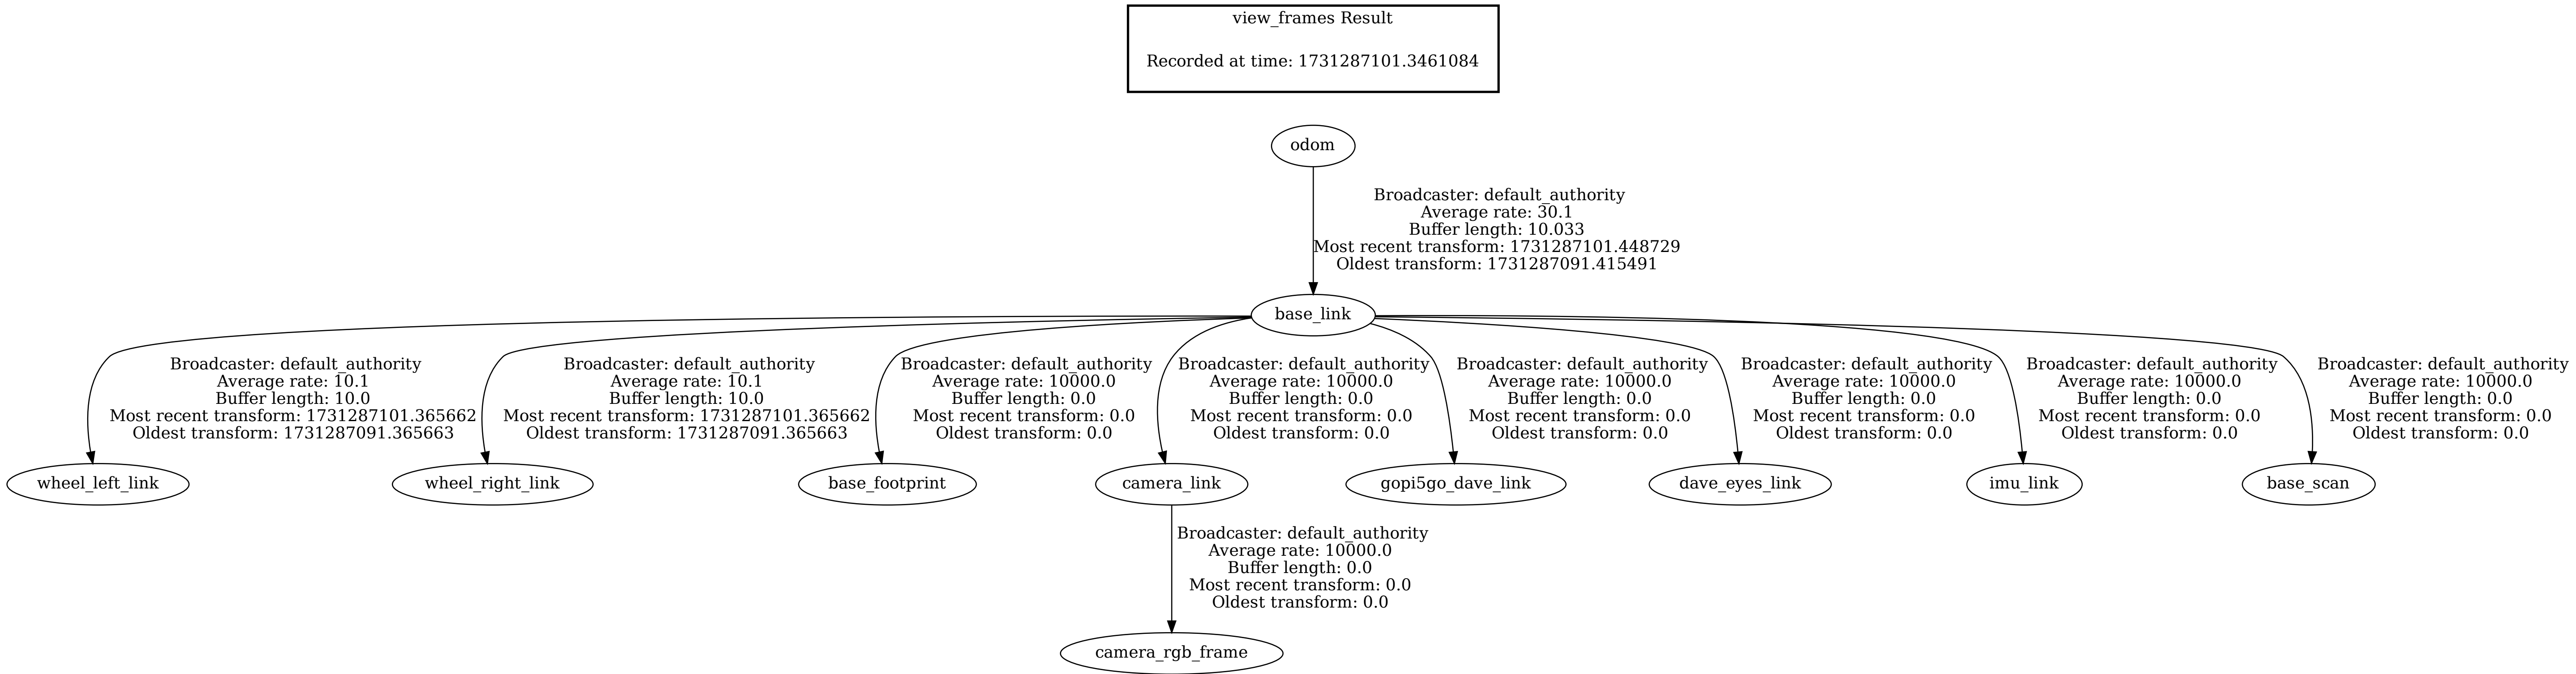 view_frames Result
Recorded at time: 1731287101.3461084
odom
Broadcaster: default_authority
Average rate: 30.1
Buffer length: 10.033
Most recent transform: 1731287101.448729
Oldest transform: 1731287091.415491
base_link
Broadcaster: default_authority
Average rate: 10.1
Buffer length: 10.0
Most recent transform: 1731287101.365662
Oldest transform: 1731287091.365663
Broadcaster: default_authority
Average rate: 10.1
Buffer length: 10.0
Most recent transform: 1731287101.365662
Oldest transform: 1731287091.365663
Broadcaster: default_authority
Average rate: 10000.0
Buffer length: 0.0
Most recent transform: 0.0
Oldest transform: 0.0
Broadcaster: default_authority
Average rate: 10000.0
Buffer length: 0.0
Most recent transform: 0.0
Oldest transform: 0.0
Broadcaster: default_authority
Average rate: 10000.0
Buffer length: 0.0
Most recent transform: 0.0
Oldest transform: 0.0
Broadcaster: default_authority
Average rate: 10000.0
Buffer length: 0.0
Most recent transform: 0.0
Oldest transform: 0.0
Broadcaster: default_authority
Average rate: 10000.0
Buffer length: 0.0
Most recent transform: 0.0
Oldest transform: 0.0
Broadcaster: default_authority
Average rate: 10000.0
Buffer length: 0.0
Most recent transform: 0.0
Oldest transform: 0.0
wheel_left_link
wheel_right_link
base_footprint
camera_link
gopi5go_dave_link
dave_eyes_link
imu_link
base_scan
Broadcaster: default_authority
Average rate: 10000.0
Buffer length: 0.0
Most recent transform: 0.0
Oldest transform: 0.0
camera_rgb_frame